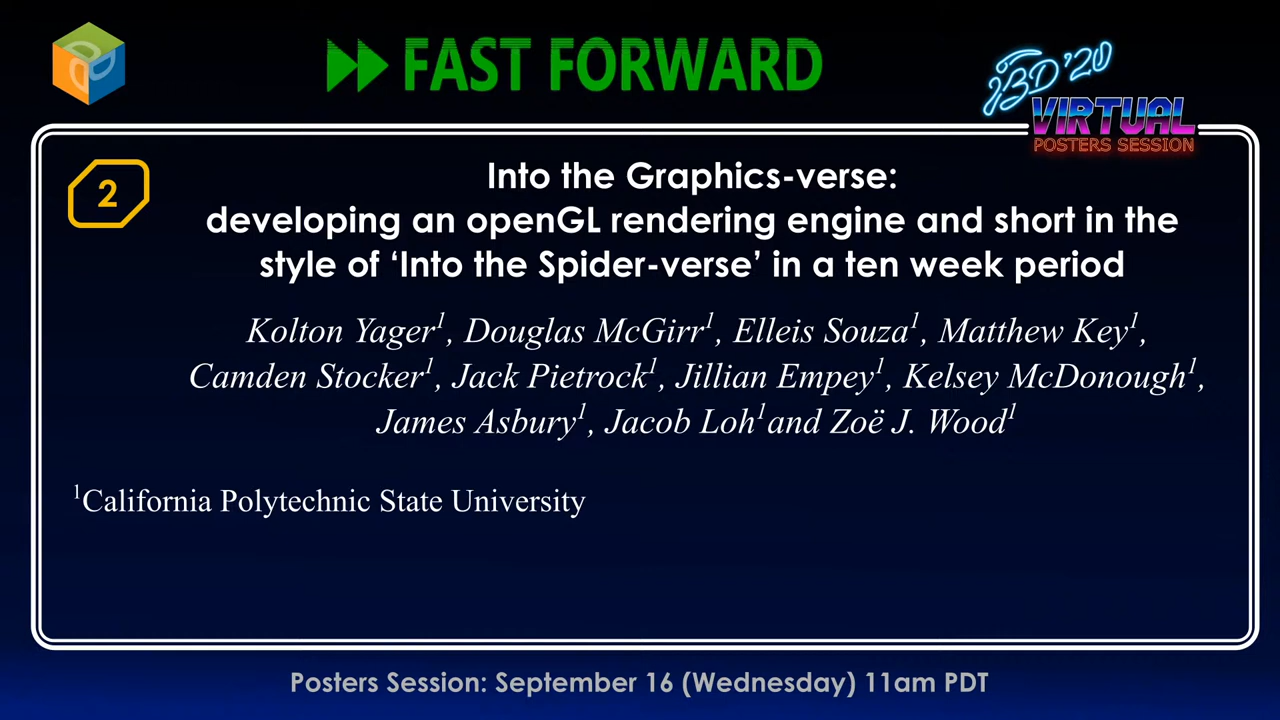 FAST FORWARD
i3D '20
VIRTUAL
POSTERS SESSION
2
Into the Graphics-verse:
developing an openGL rendering engine and short in the
style of ‘Into the Spider-verse’ in a ten week period
Kolton Yager1, Douglas McGirr1, Elleis Souza1, Matthew Key1,
Camden Stocker1, Jack Pietrock1, Jillian Empey1, Kelsey McDonough1,
James Asbury1, Jacob Loh1and Zoë J. Wood1
1California Polytechnic State University
Posters Session: September 16 (Wednesday) 11am PDT